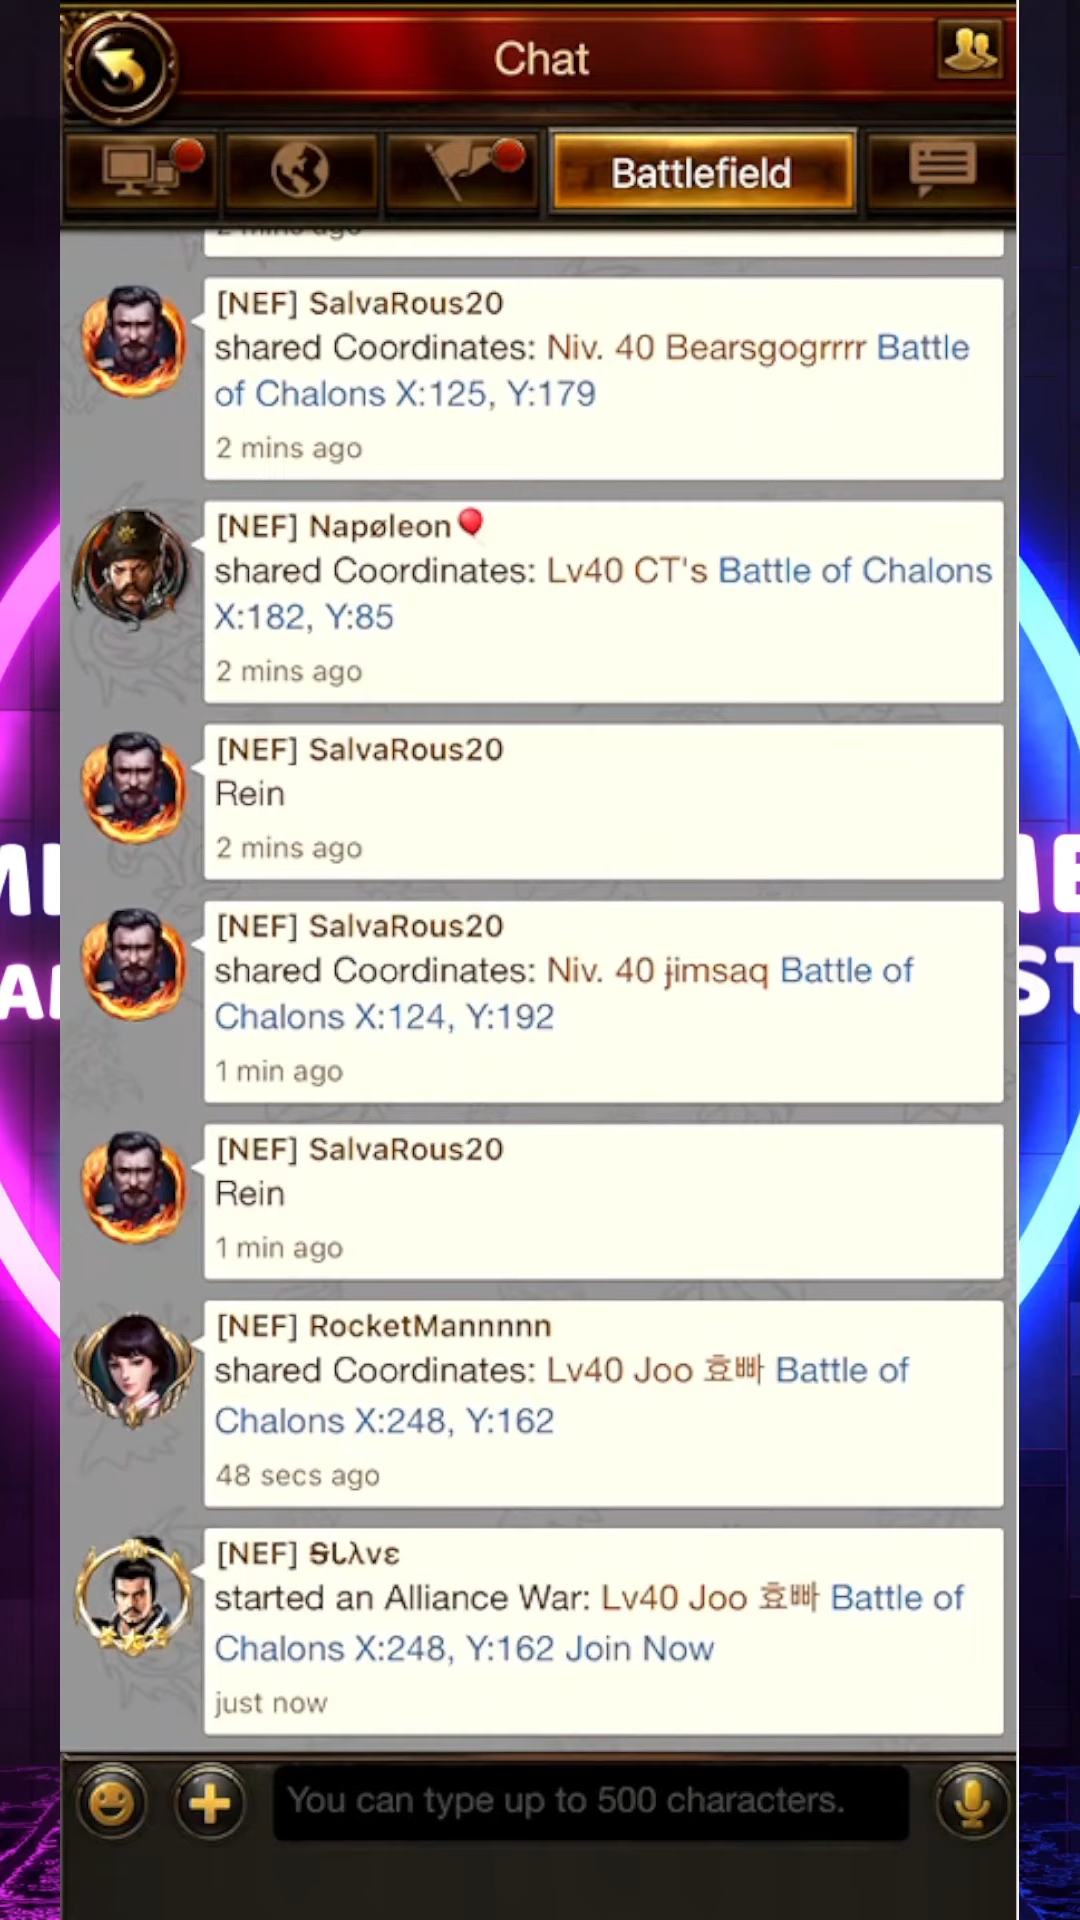 Chat
Battlefield
2 mins ago
[NEF] SalvaRous20
shared Coordinates: Niv. 40 Bearsgogrrrr Battle
of Chalons X:125, Y:179
2 mins ago
[NEF] Napøleon🎈
shared Coordinates: Lv40 CT's Battle of Chalons
X:182, Y:85
2 mins ago
[NEF] SalvaRous20
Rein
2 mins ago
[NEF] SalvaRous20
shared Coordinates: Niv. 40 ɉimsaq Battle of
Chalons X:124, Y:192
1 min ago
[NEF] SalvaRous20
Rein
1 min ago
[NEF] RocketMannnnn
shared Coordinates: Lv40 Joo 효빠 Battle of
Chalons X:248, Y:162
48 secs ago
[NEF] ꞨꙆλvε
started an Alliance War: Lv40 Joo 효빠 Battle of
Chalons X:248, Y:162 Join Now
just now
You can type up to 500 characters.